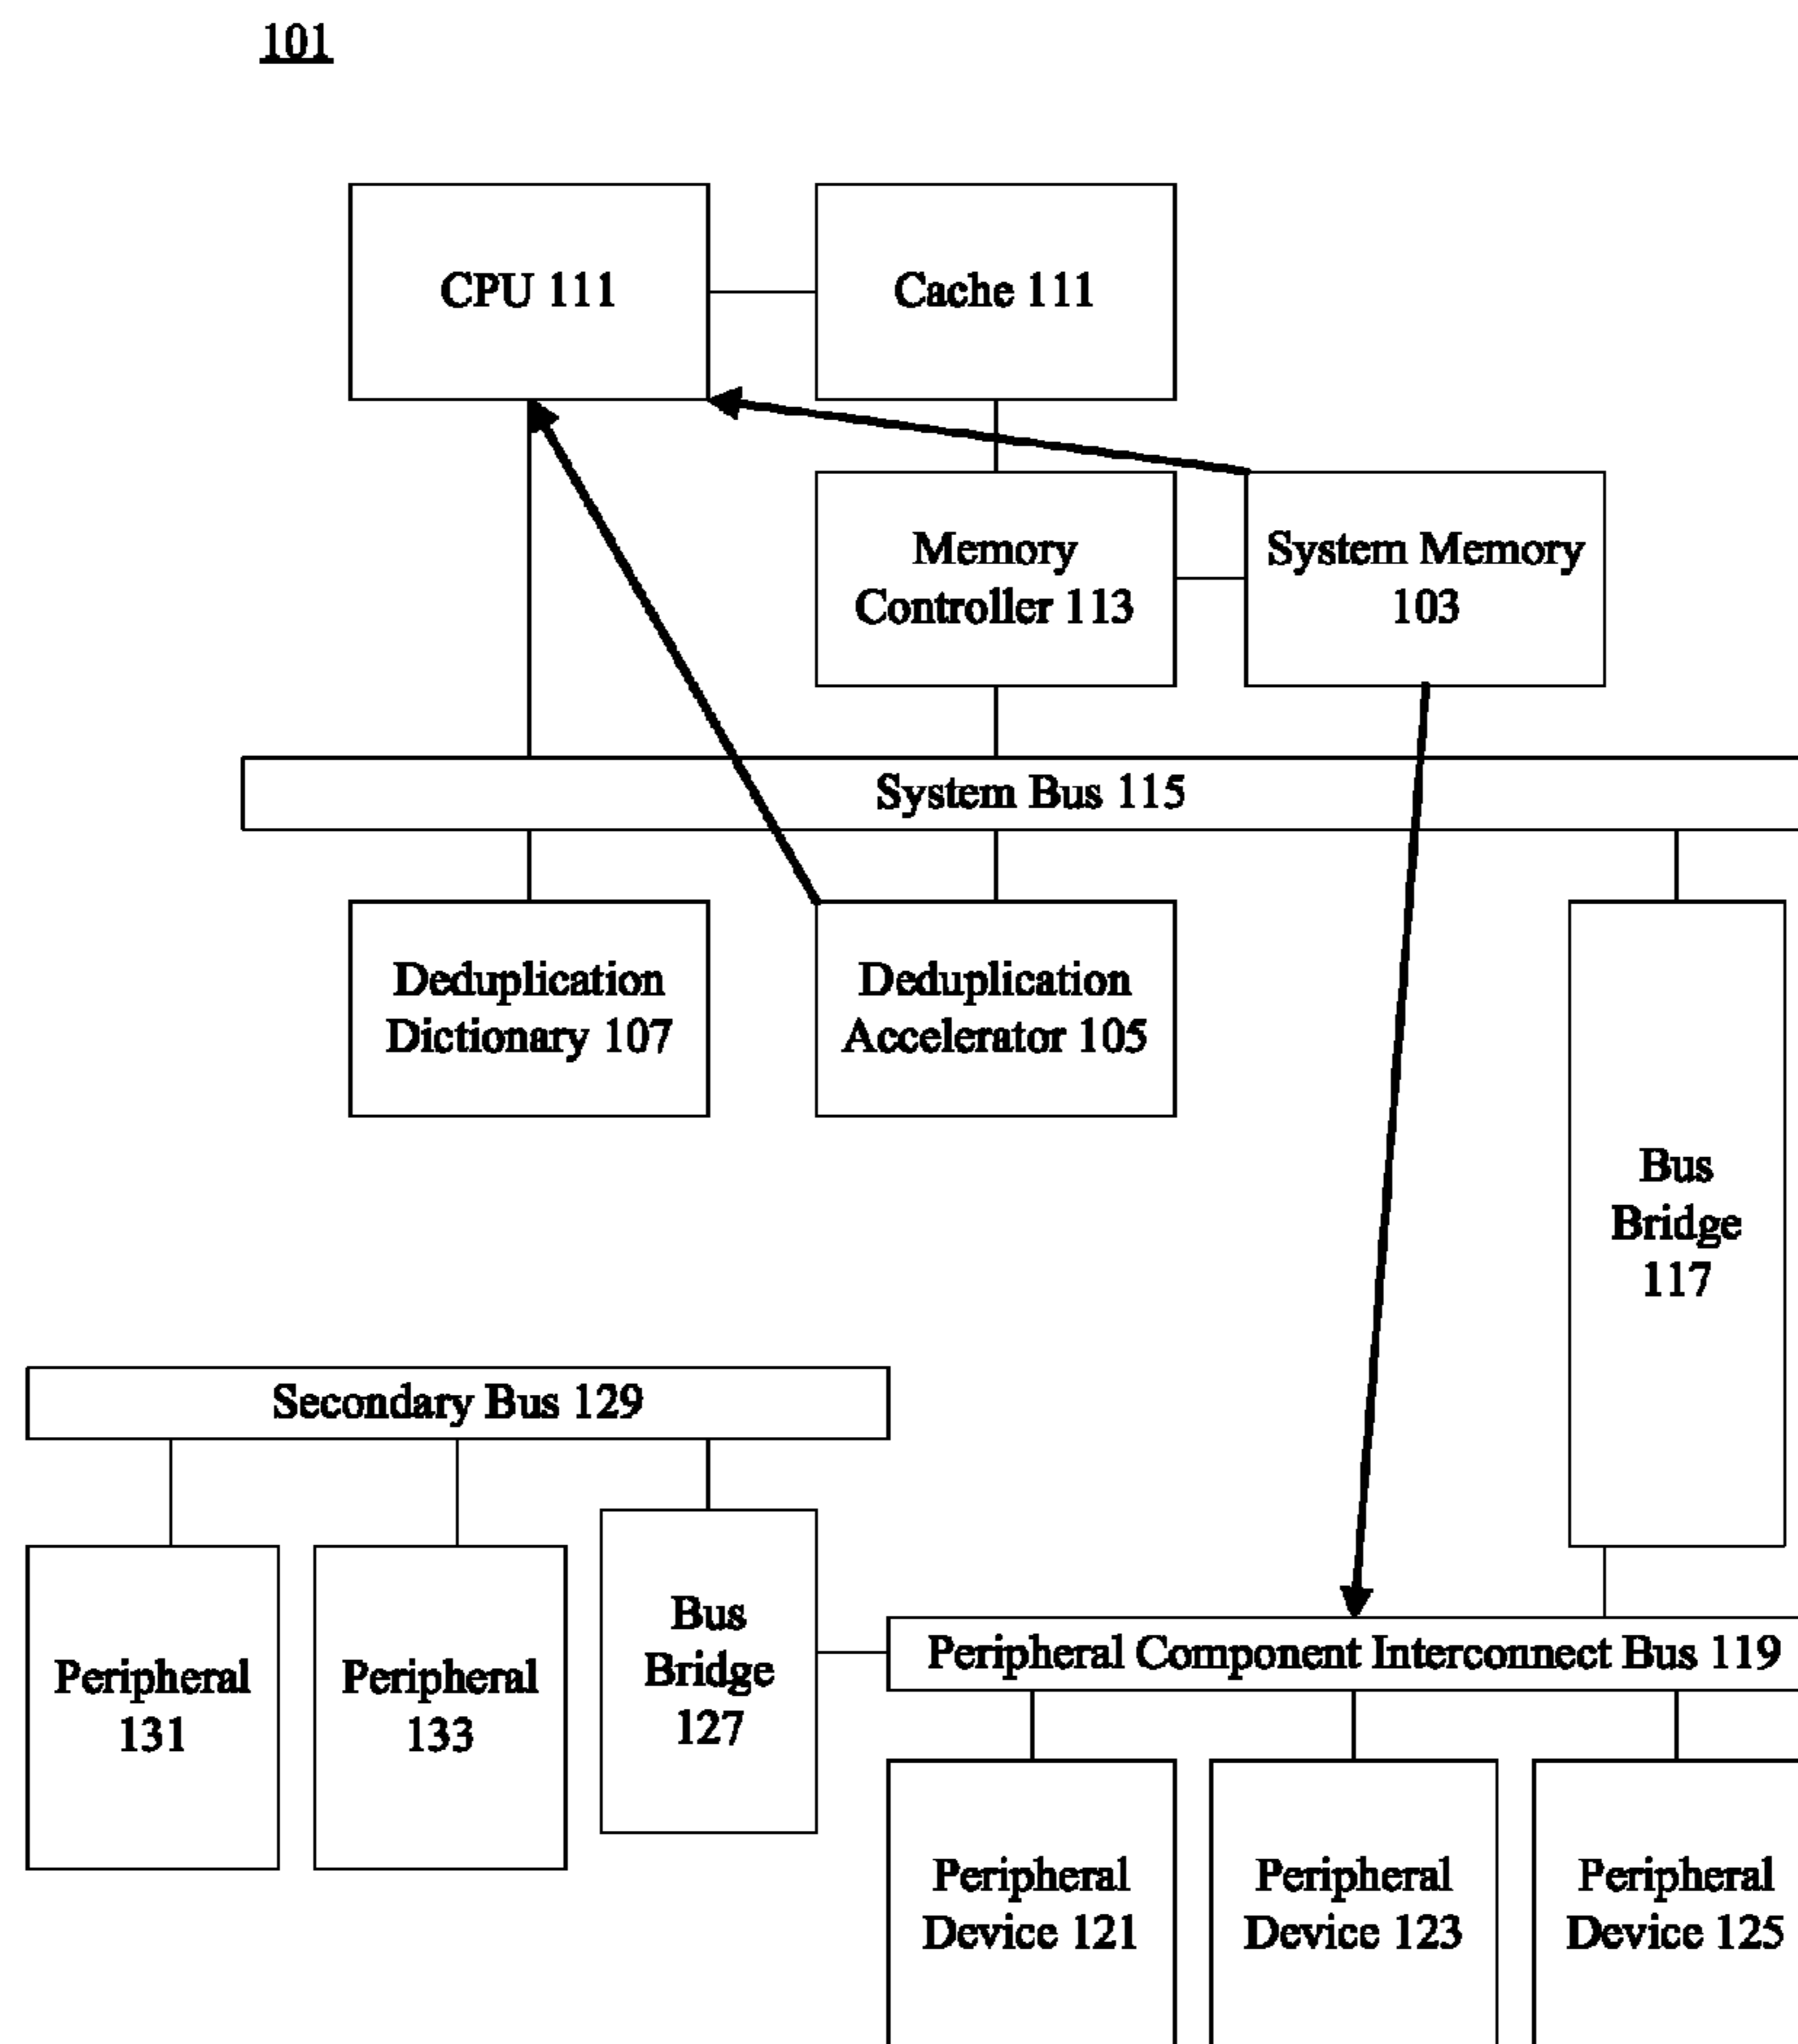 101
CPU 111
Cache 111
Memory
Controller 113
System Memory
103
System Bus 115
Deduplication
Dictionary 107
Deduplication
Accelerator 105
Bus
Bridge
117
Secondary Bus 129
Peripheral
131
Peripheral
133
Bus
Bridge
127
Peripheral Component Interconnect Bus 119
Peripheral
Device 121
Peripheral
Device 123
Peripheral
Device 125